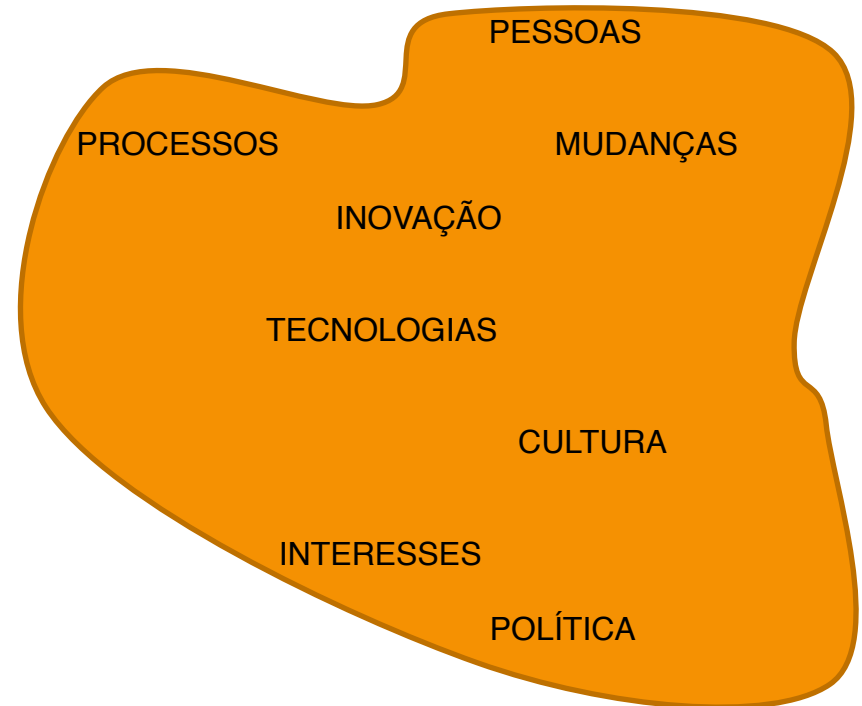 PESSOAS
PROCESSOS
MUDANÇAS
INOVAÇÃO
TECNOLOGIAS
CULTURA
INTERESSES
POLÍTICA